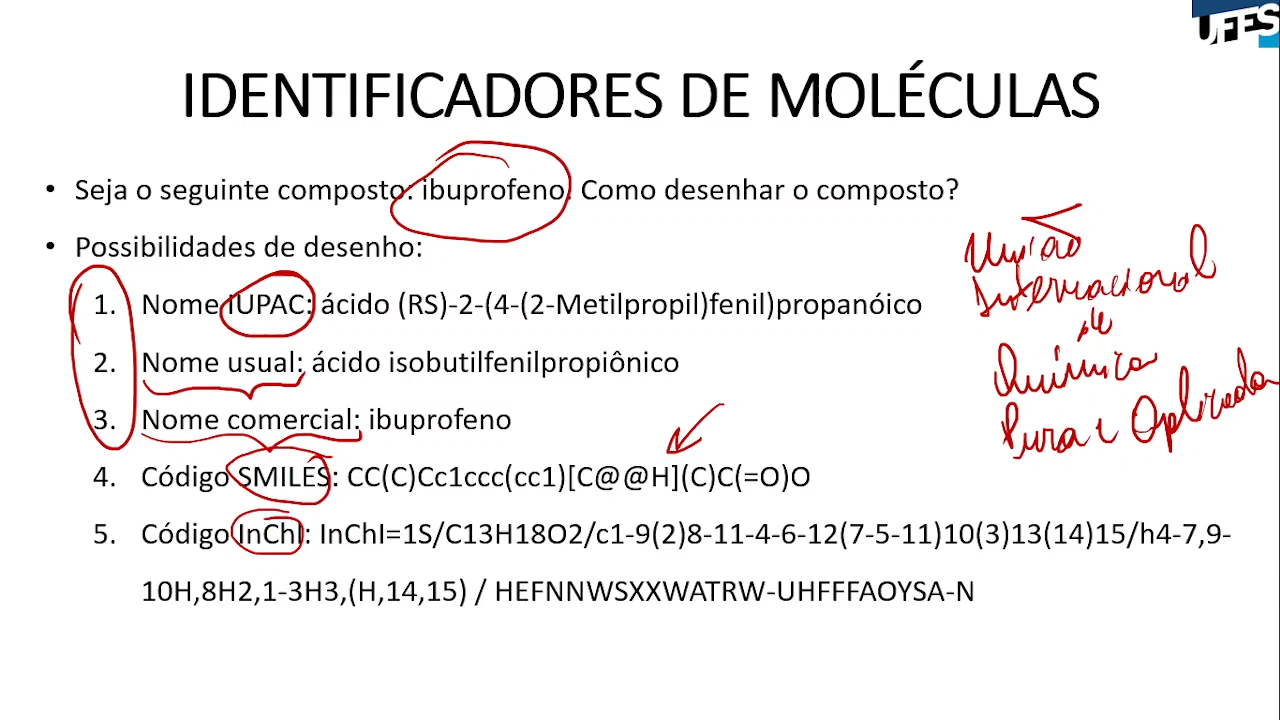 UFES
IDENTIFICADORES DE MOLÉCULAS
• Seja o seguinte composto: ibuprofeno. Como desenhar o composto?
• Possibilidades de desenho:
1. Nome IUPAC: ácido (RS)-2-(4-(2-Metilpropil)fenil)propanóico
2. Nome usual: ácido isobutilfenilpropiônico
3. Nome comercial: ibuprofeno
4. Código SMILES: CC(C)Cc1ccc(cc1)[C@@H](C)C(=O)O
5. Código InChI: InChI=1S/C13H18O2/c1-9(2)8-11-4-6-12(7-5-11)10(3)13(14)15/h4-7,9-
10H,8H2,1-3H3,(H,14,15) / HEFNNWSXXWATRW-UHFFFAOYSA-N
União
Internacional
de
Química
Pura e Aplicada